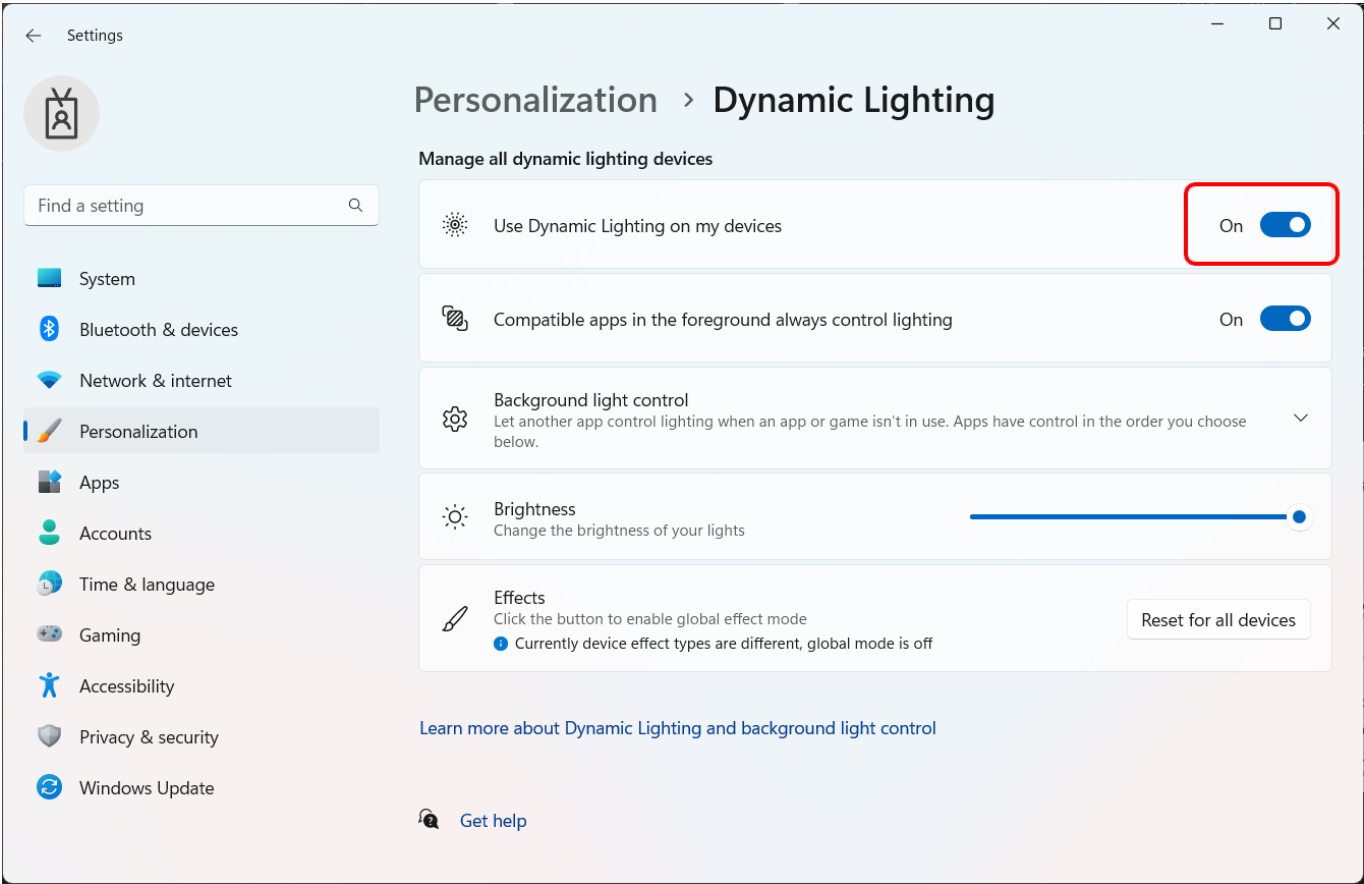 Settings
Find a setting
System
Bluetooth & devices
Network & internet
Personalization
Apps
Accounts
Time & language
Gaming
Accessibility
Privacy & security
Windows Update
Personalization > Dynamic Lighting
Manage all dynamic lighting devices
Use Dynamic Lighting on my devices
On
Compatible apps in the foreground always control lighting
On
Background light control
Let another app control lighting when an app or game isn't in use. Apps have control in the order you choose
below.
Brightness
Change the brightness of your lights
Effects
Click the button to enable global effect mode
Currently device effect types are different, global mode is off
Reset for all devices
Learn more about Dynamic Lighting and background light control
Get help